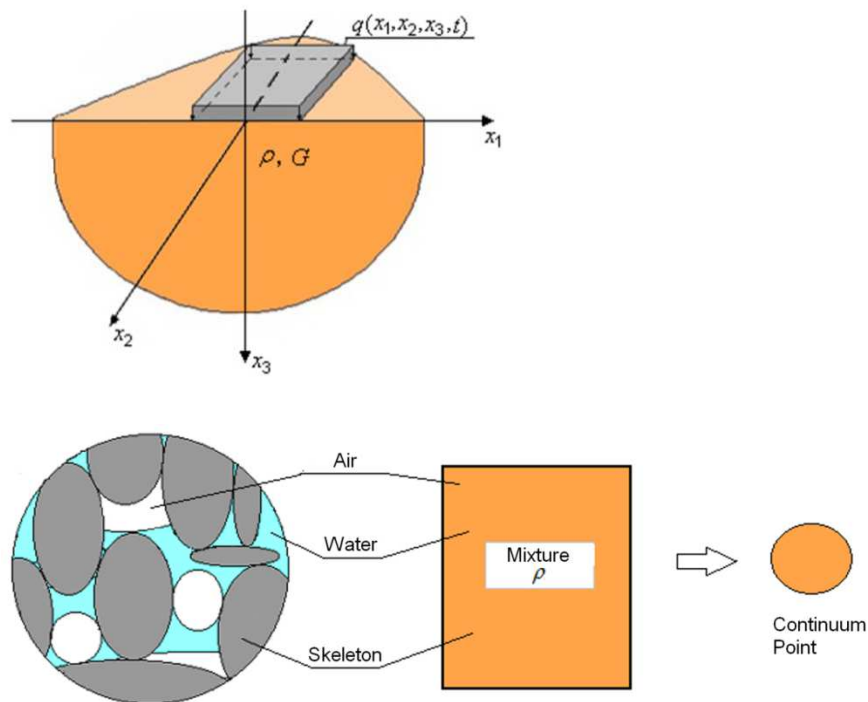 q(x₁,x₂,x₃,t)
x₁
ρ, G
x₂
x₃
Air
Water
Mixture
ρ
Skeleton
Continuum
Point